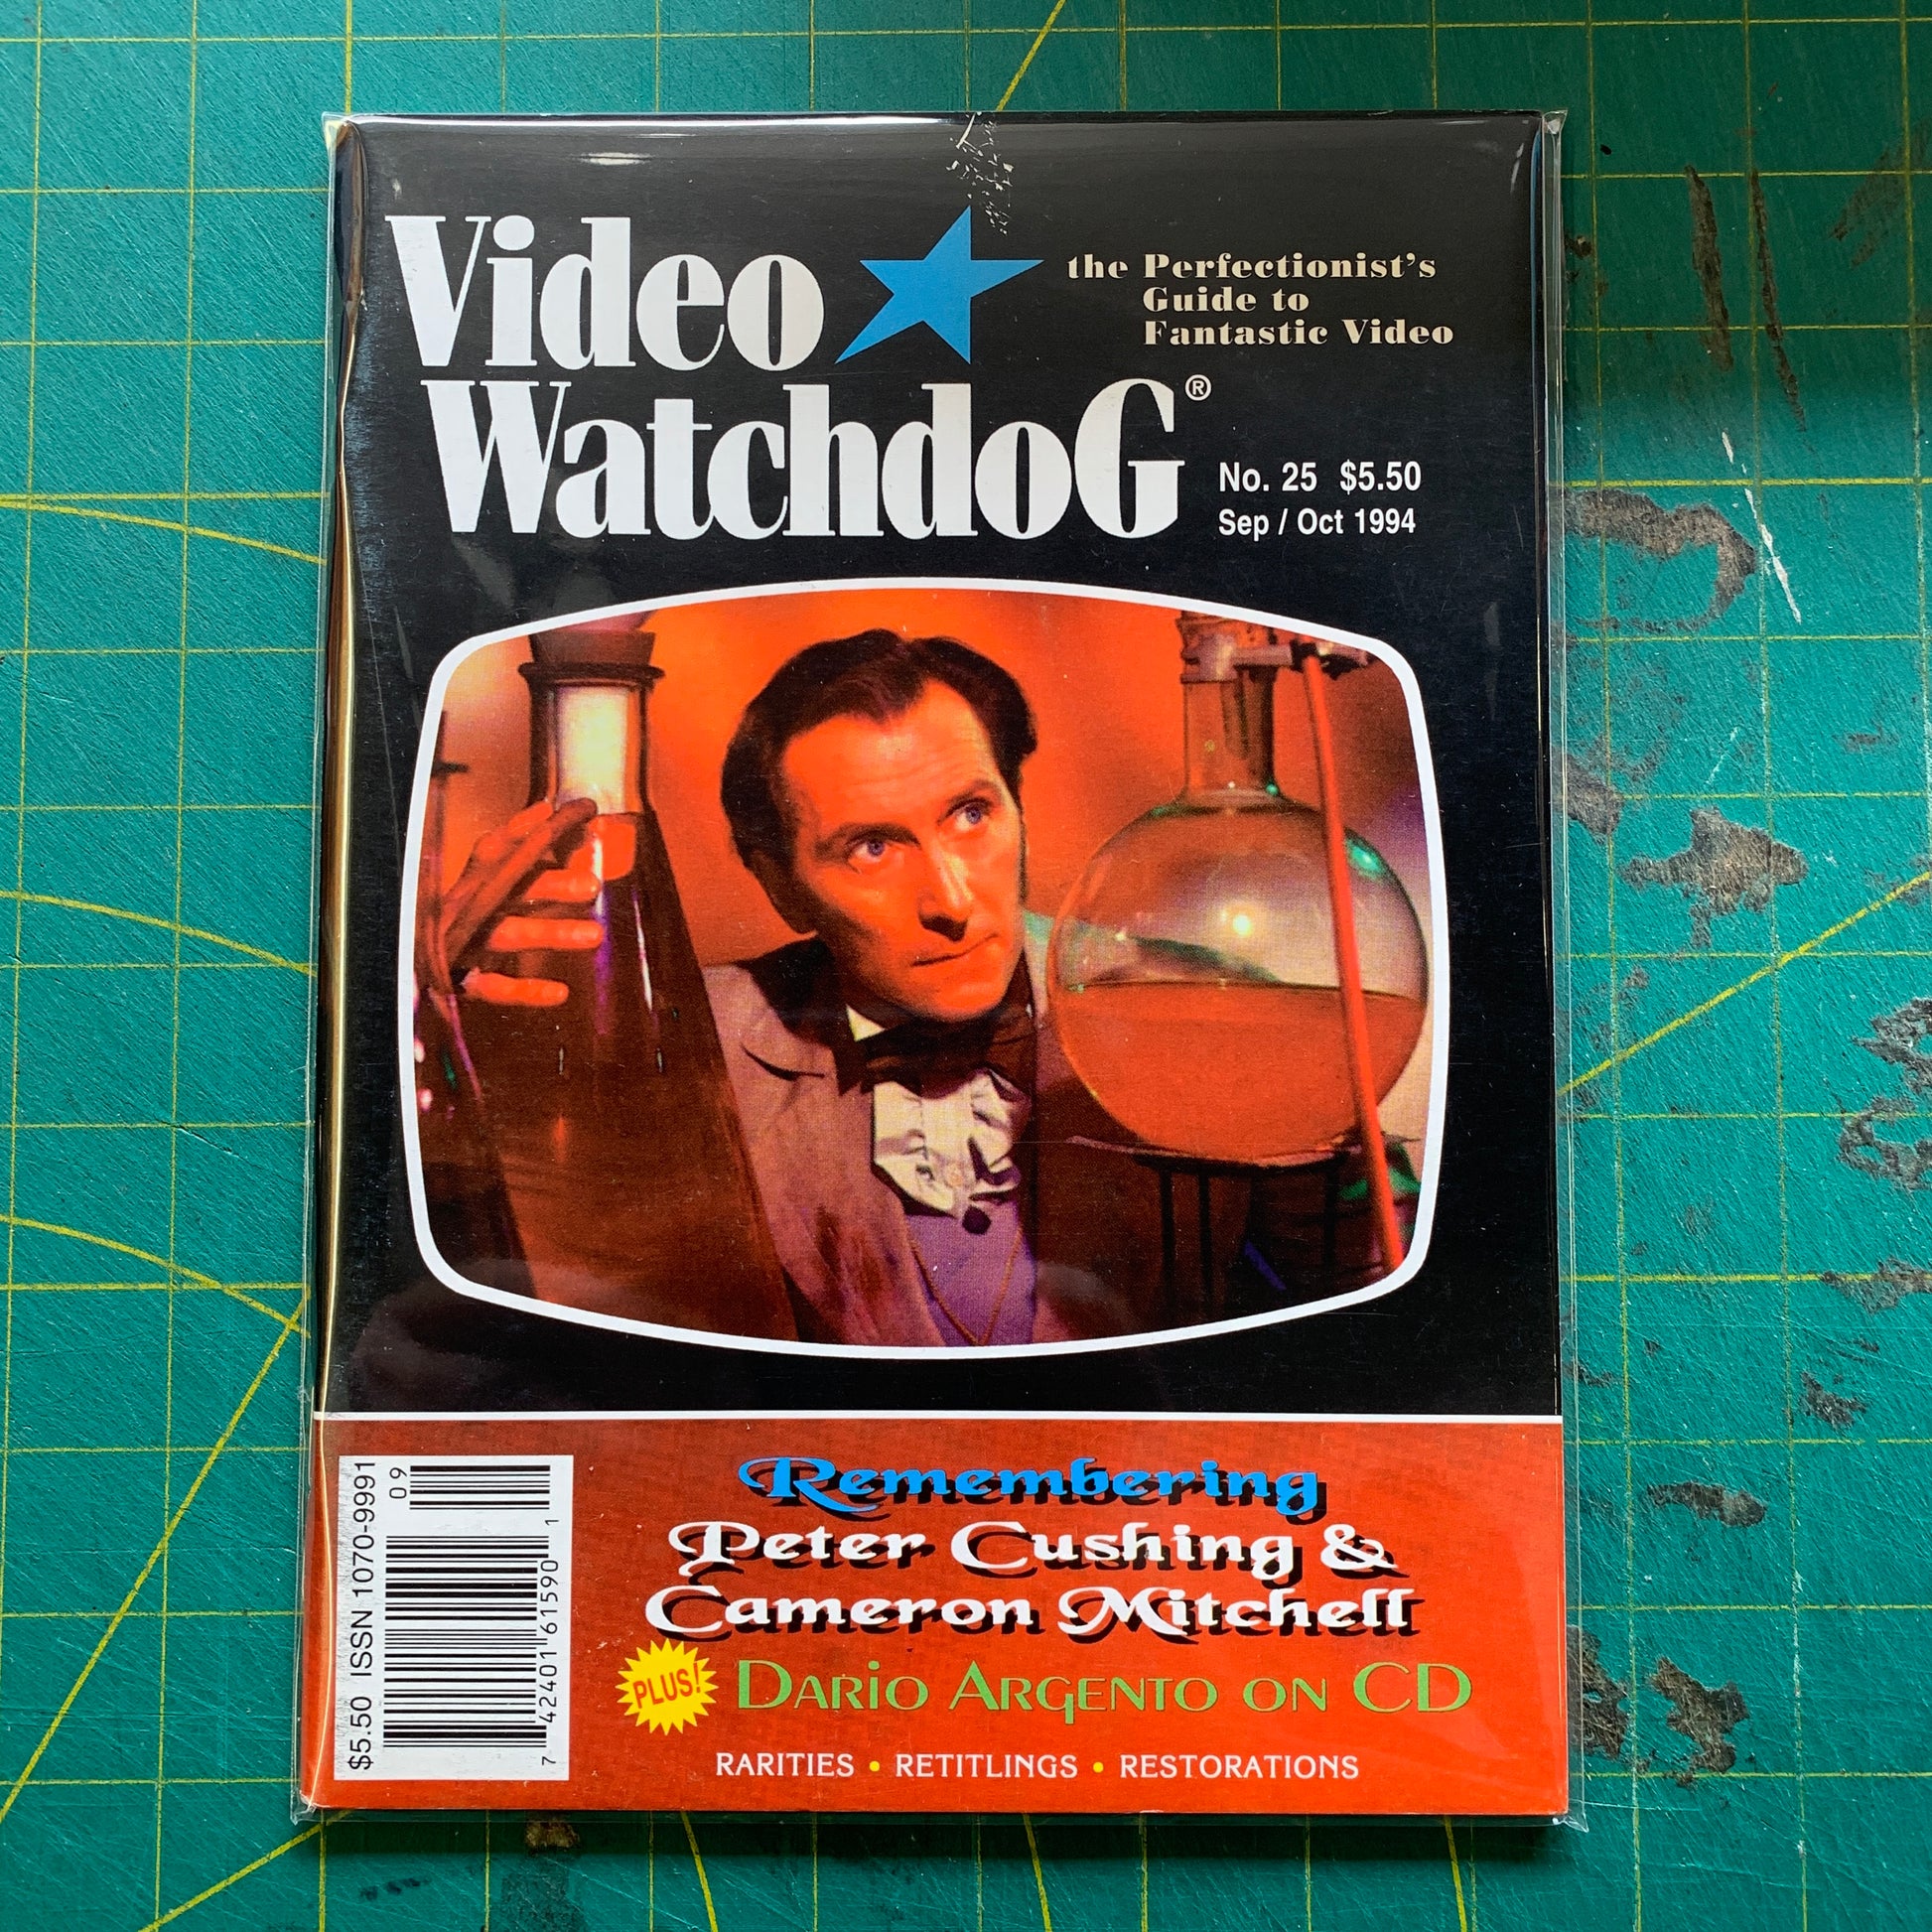 Video
the Perfectionist's
Guide to
Fantastic Video
WatchdoG®
No. 25 $5.50
Sep / Oct 1994
Remembering
Peter Cushing &
Cameron Mitchell
PLUS! Dario Argento on CD
RARITIES • RETITLINGS • RESTORATIONS
$5.50 ISSN 1070-9991
09
7 42401 61590 1